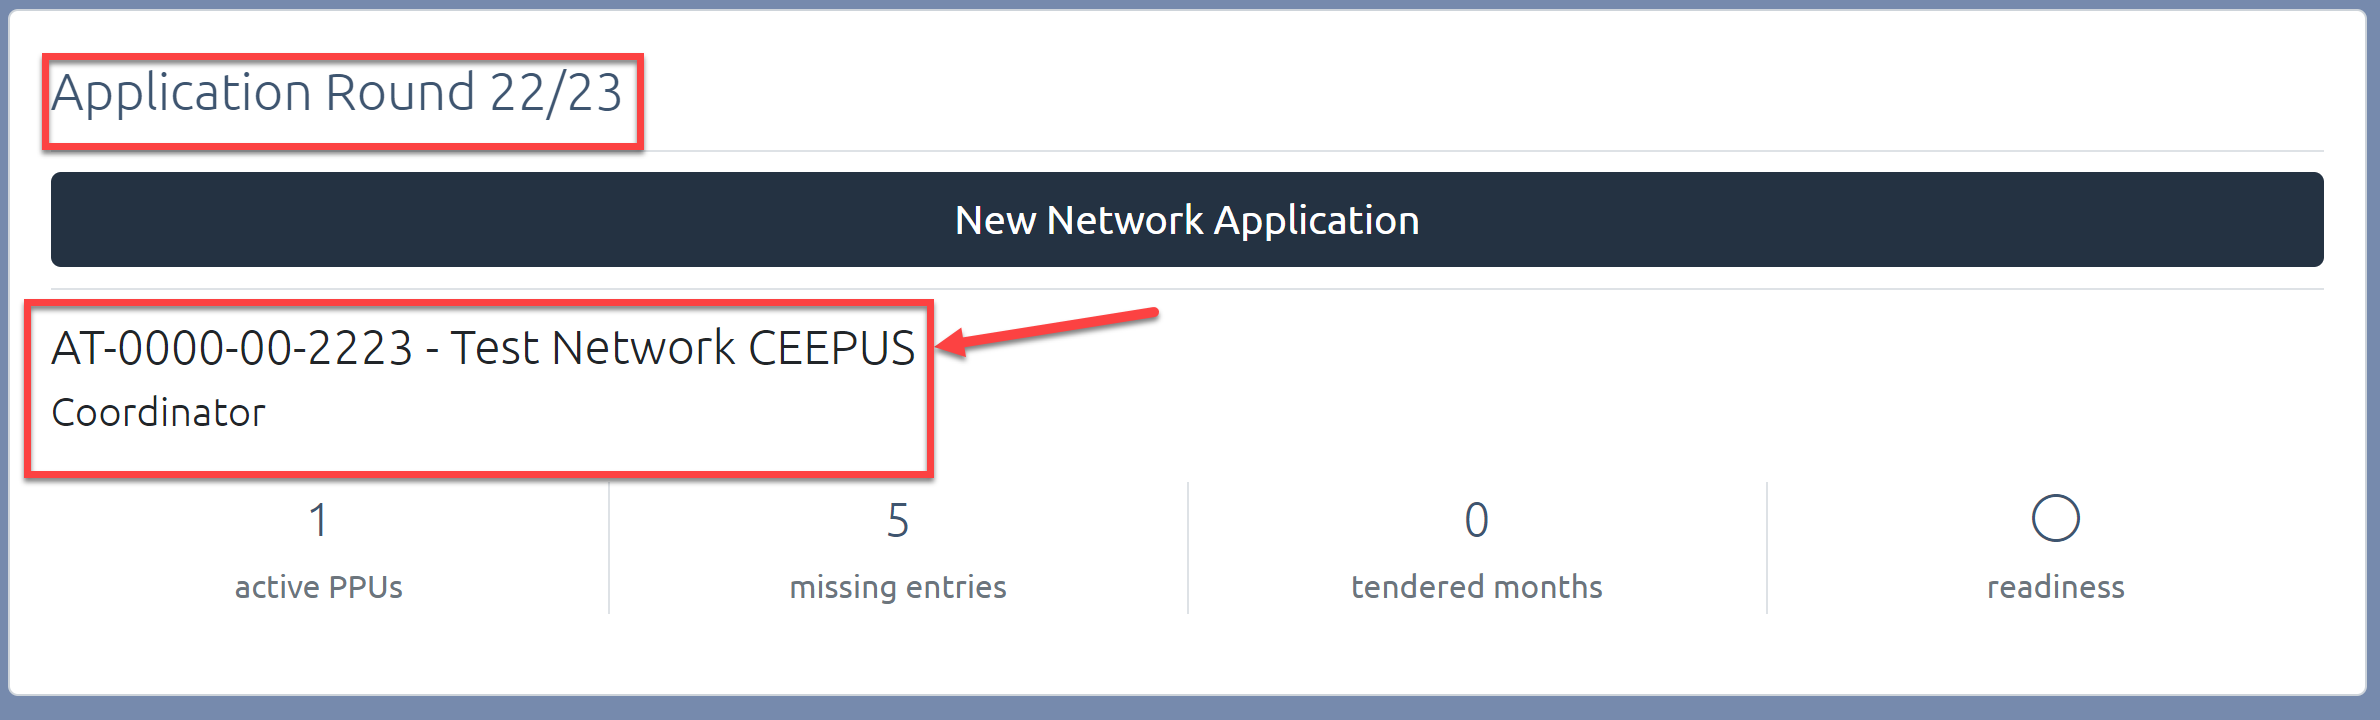 Application Round 22/23
New Network Application
AT-0000-00-2223 - Test Network CEEPUS
Coordinator
1
active PPUs
5
missing entries
0
tendered months
readiness